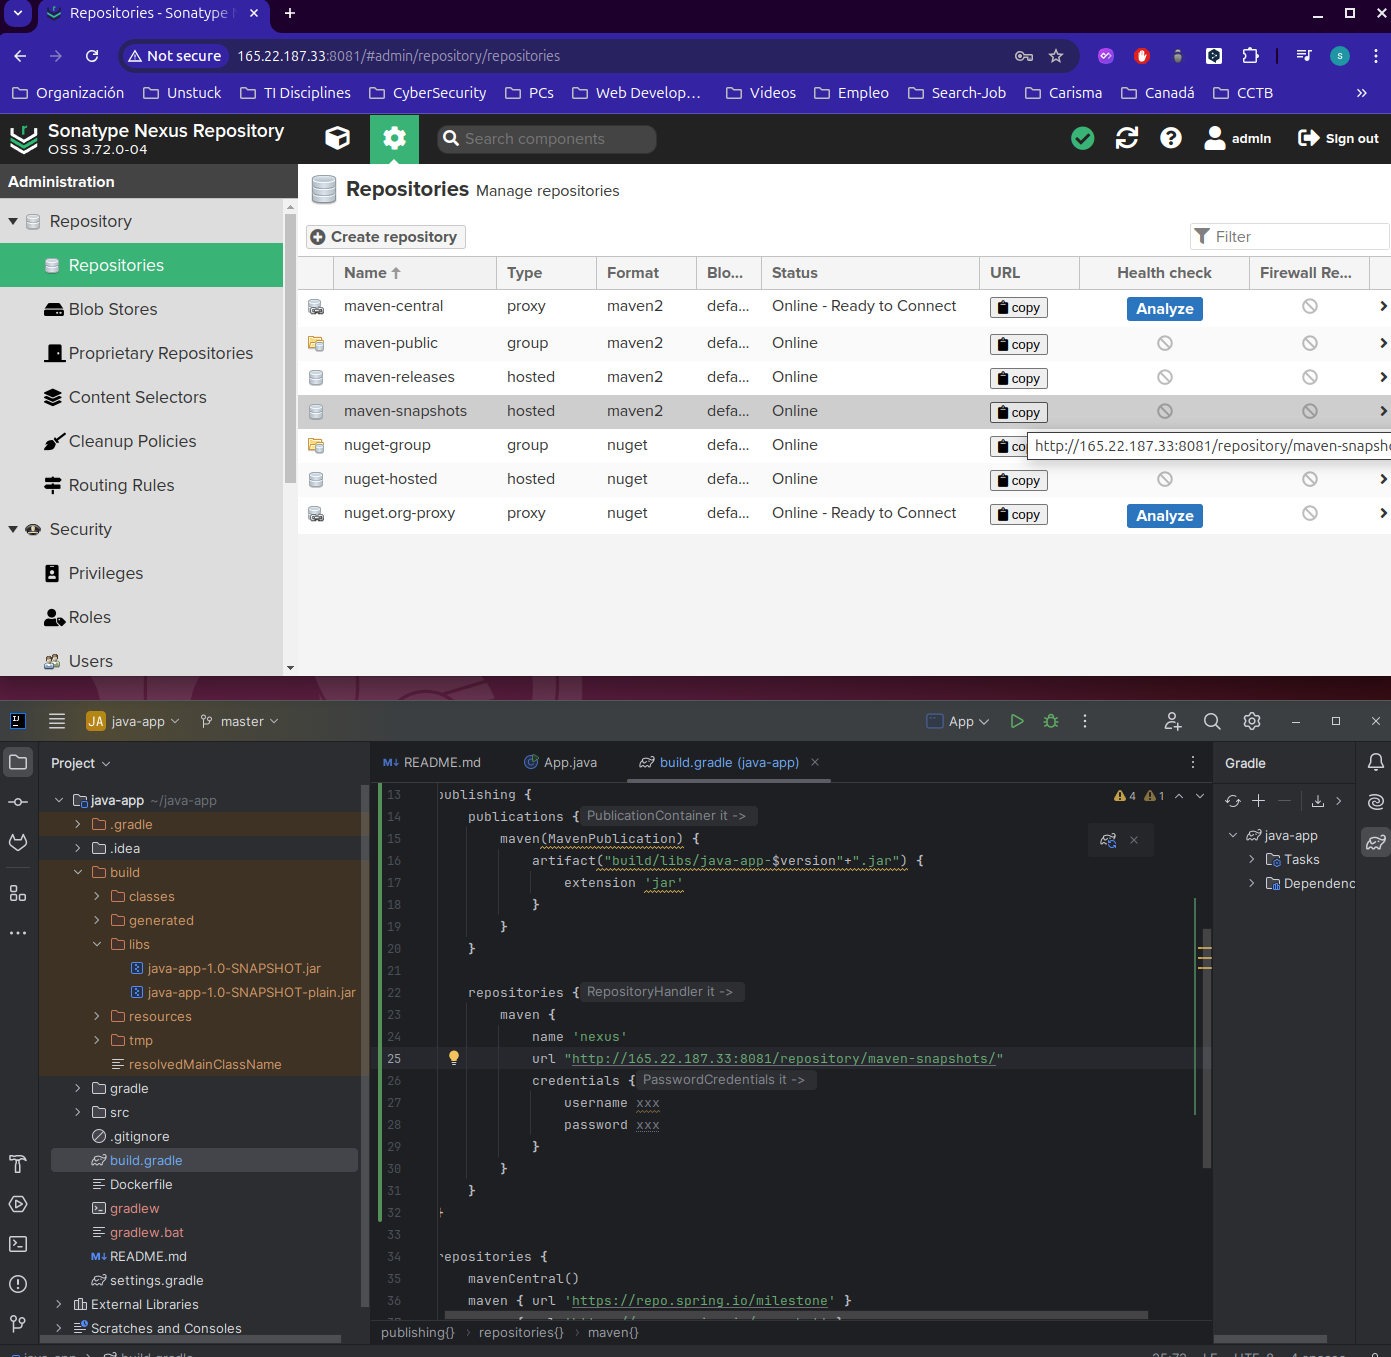 Repositories - Sonatype
Not secure 165.22.187.33:8081/#admin/repository/repositories
S
Organización Unstuck TI Disciplines CyberSecurity PCs Web Develop... Videos Empleo Search-Job Carisma Canadá CCTB »
Sonatype Nexus Repository
OSS 3.72.0-04
Search components
admin Sign out
Administration
Repositories Manage repositories
Repository
Create repository
Filter
Repositories
Name Type Format Blo... Status URL Health check Firewall Re...
maven-central proxy maven2 defa... Online - Ready to Connect copy Analyze
Blob Stores
maven-public group maven2 defa... Online copy
Proprietary Repositories
maven-releases hosted maven2 defa... Online copy
Content Selectors
maven-snapshots hosted maven2 defa... Online copy
Cleanup Policies
nuget-group group nuget defa... Online
http://165.22.187.33:8081/repository/maven-snapsh
nuget-hosted hosted nuget defa... Online copy
Routing Rules
nuget.org-proxy proxy nuget defa... Online - Ready to Connect copy Analyze
Security
Privileges
Roles
Users
JA java-app master App
Project
README.md App.java build.gradle (java-app)
Gradle
java-app ~/java-app
.gradle
.idea
build
classes
generated
libs
java-app-1.0-SNAPSHOT.jar
java-app-1.0-SNAPSHOT-plain.jar
resources
tmp
resolvedMainClassName
gradle
src
.gitignore
build.gradle
Dockerfile
gradlew
gradlew.bat
README.md
settings.gradle
External Libraries
Scratches and Consoles
4 1
13 publishing {
14 publications { PublicationContainer it ->
15 maven(MavenPublication) {
16 artifact("build/libs/java-app-$version"+".jar") {
17 extension 'jar'
18 }
19 }
20 }
21
22 repositories { RepositoryHandler it ->
23 maven {
24 name 'nexus'
25 url "http://165.22.187.33:8081/repository/maven-snapshots/"
26 credentials { PasswordCredentials it ->
27 username xxx
28 password xxx
29 }
30 }
31 }
32 }
33
34 repositories {
35 mavenCentral()
36 maven { url 'https://repo.spring.io/milestone' }
java-app
Tasks
Dependenc
publishing{} › repositories{} › maven{}